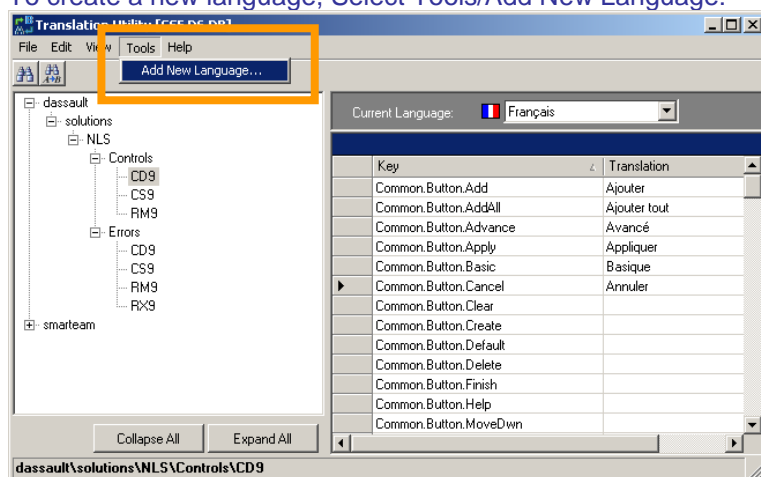 To create a new language, Select Tools/Add New Language.
Translation Utility [CSF DS DB]
File Edit View Tools Help
Add New Language...
dassault
solutions
NLS
Controls
CD9
CS9
RM9
Errors
CD9
CS9
RM9
RX9
smarteam
Collapse All Expand All
Current Language: Français
Key Translation
Common.Button.Add Ajouter
Common.Button.AddAll Ajouter tout
Common.Button.Advance Avancé
Common.Button.Apply Appliquer
Common.Button.Basic Basique
Common.Button.Cancel Annuler
Common.Button.Clear
Common.Button.Create
Common.Button.Default
Common.Button.Delete
Common.Button.Finish
Common.Button.Help
Common.Button.MoveDwn
dassault\solutions\NLS\Controls\CD9